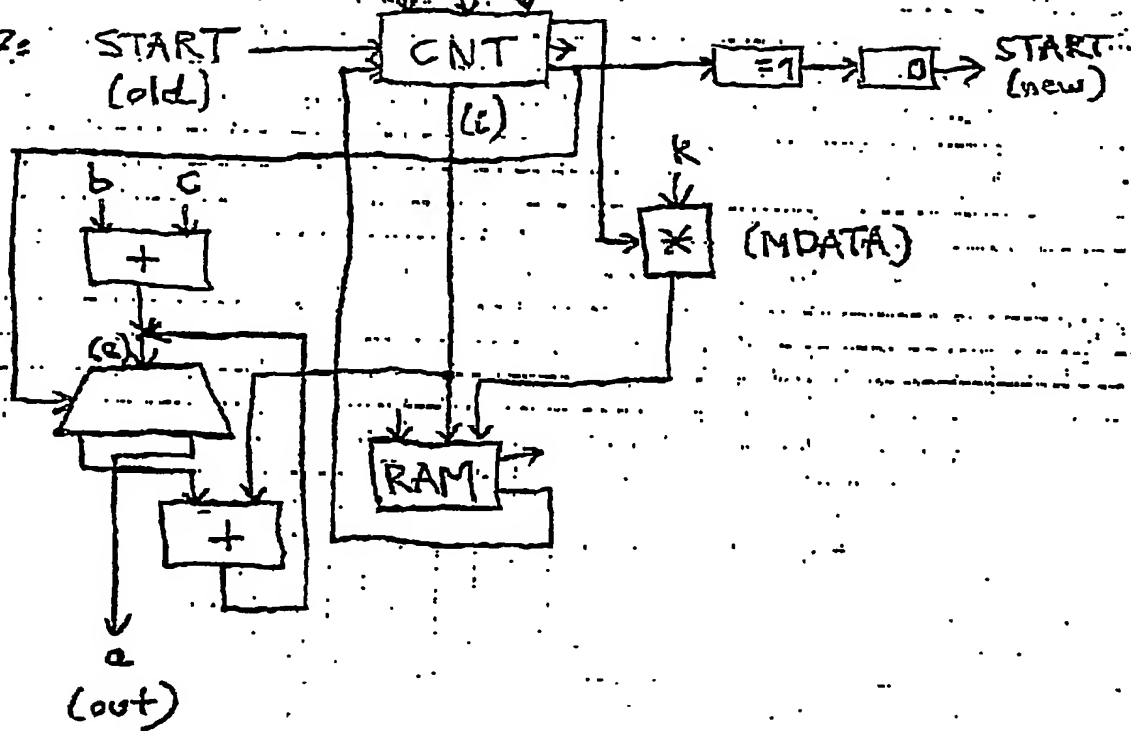 START
(old)
CNT
=1
0
START
(new)
(i)
k
b c
+
*
(MDATA)
(a)
RAM
+
a
(out)